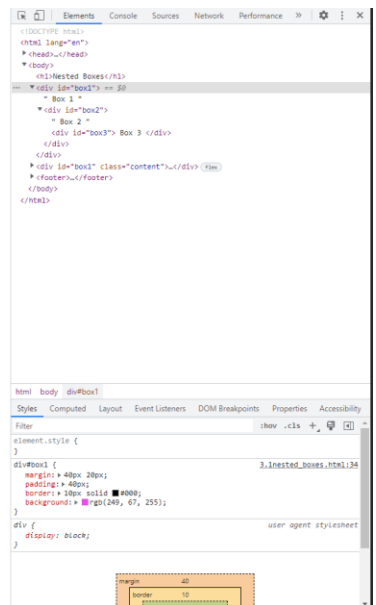 Elements Console Sources Network Performance »
<!DOCTYPE html>
<html lang="en">
<head>…</head>
<body>
<h1>Nested Boxes</h1>
<div id="box1"> == $0
" Box 1 "
<div id="box2">
" Box 2 "
<div id="box3"> Box 3 </div>
</div>
</div>
<div id="box1" class="content">…</div> flex
<footer>…</footer>
</body>
</html>
html body div#box1
Styles Computed Layout Event Listeners DOM Breakpoints Properties Accessibility
Filter :hov .cls +
element.style {
}
div#box1 { 3.1nested_boxes.html:34
margin: 40px 20px;
padding: 40px;
border: 10px solid #000;
background: rgb(249, 67, 255);
}
div { user agent stylesheet
display: block;
}
margin 40
border 10